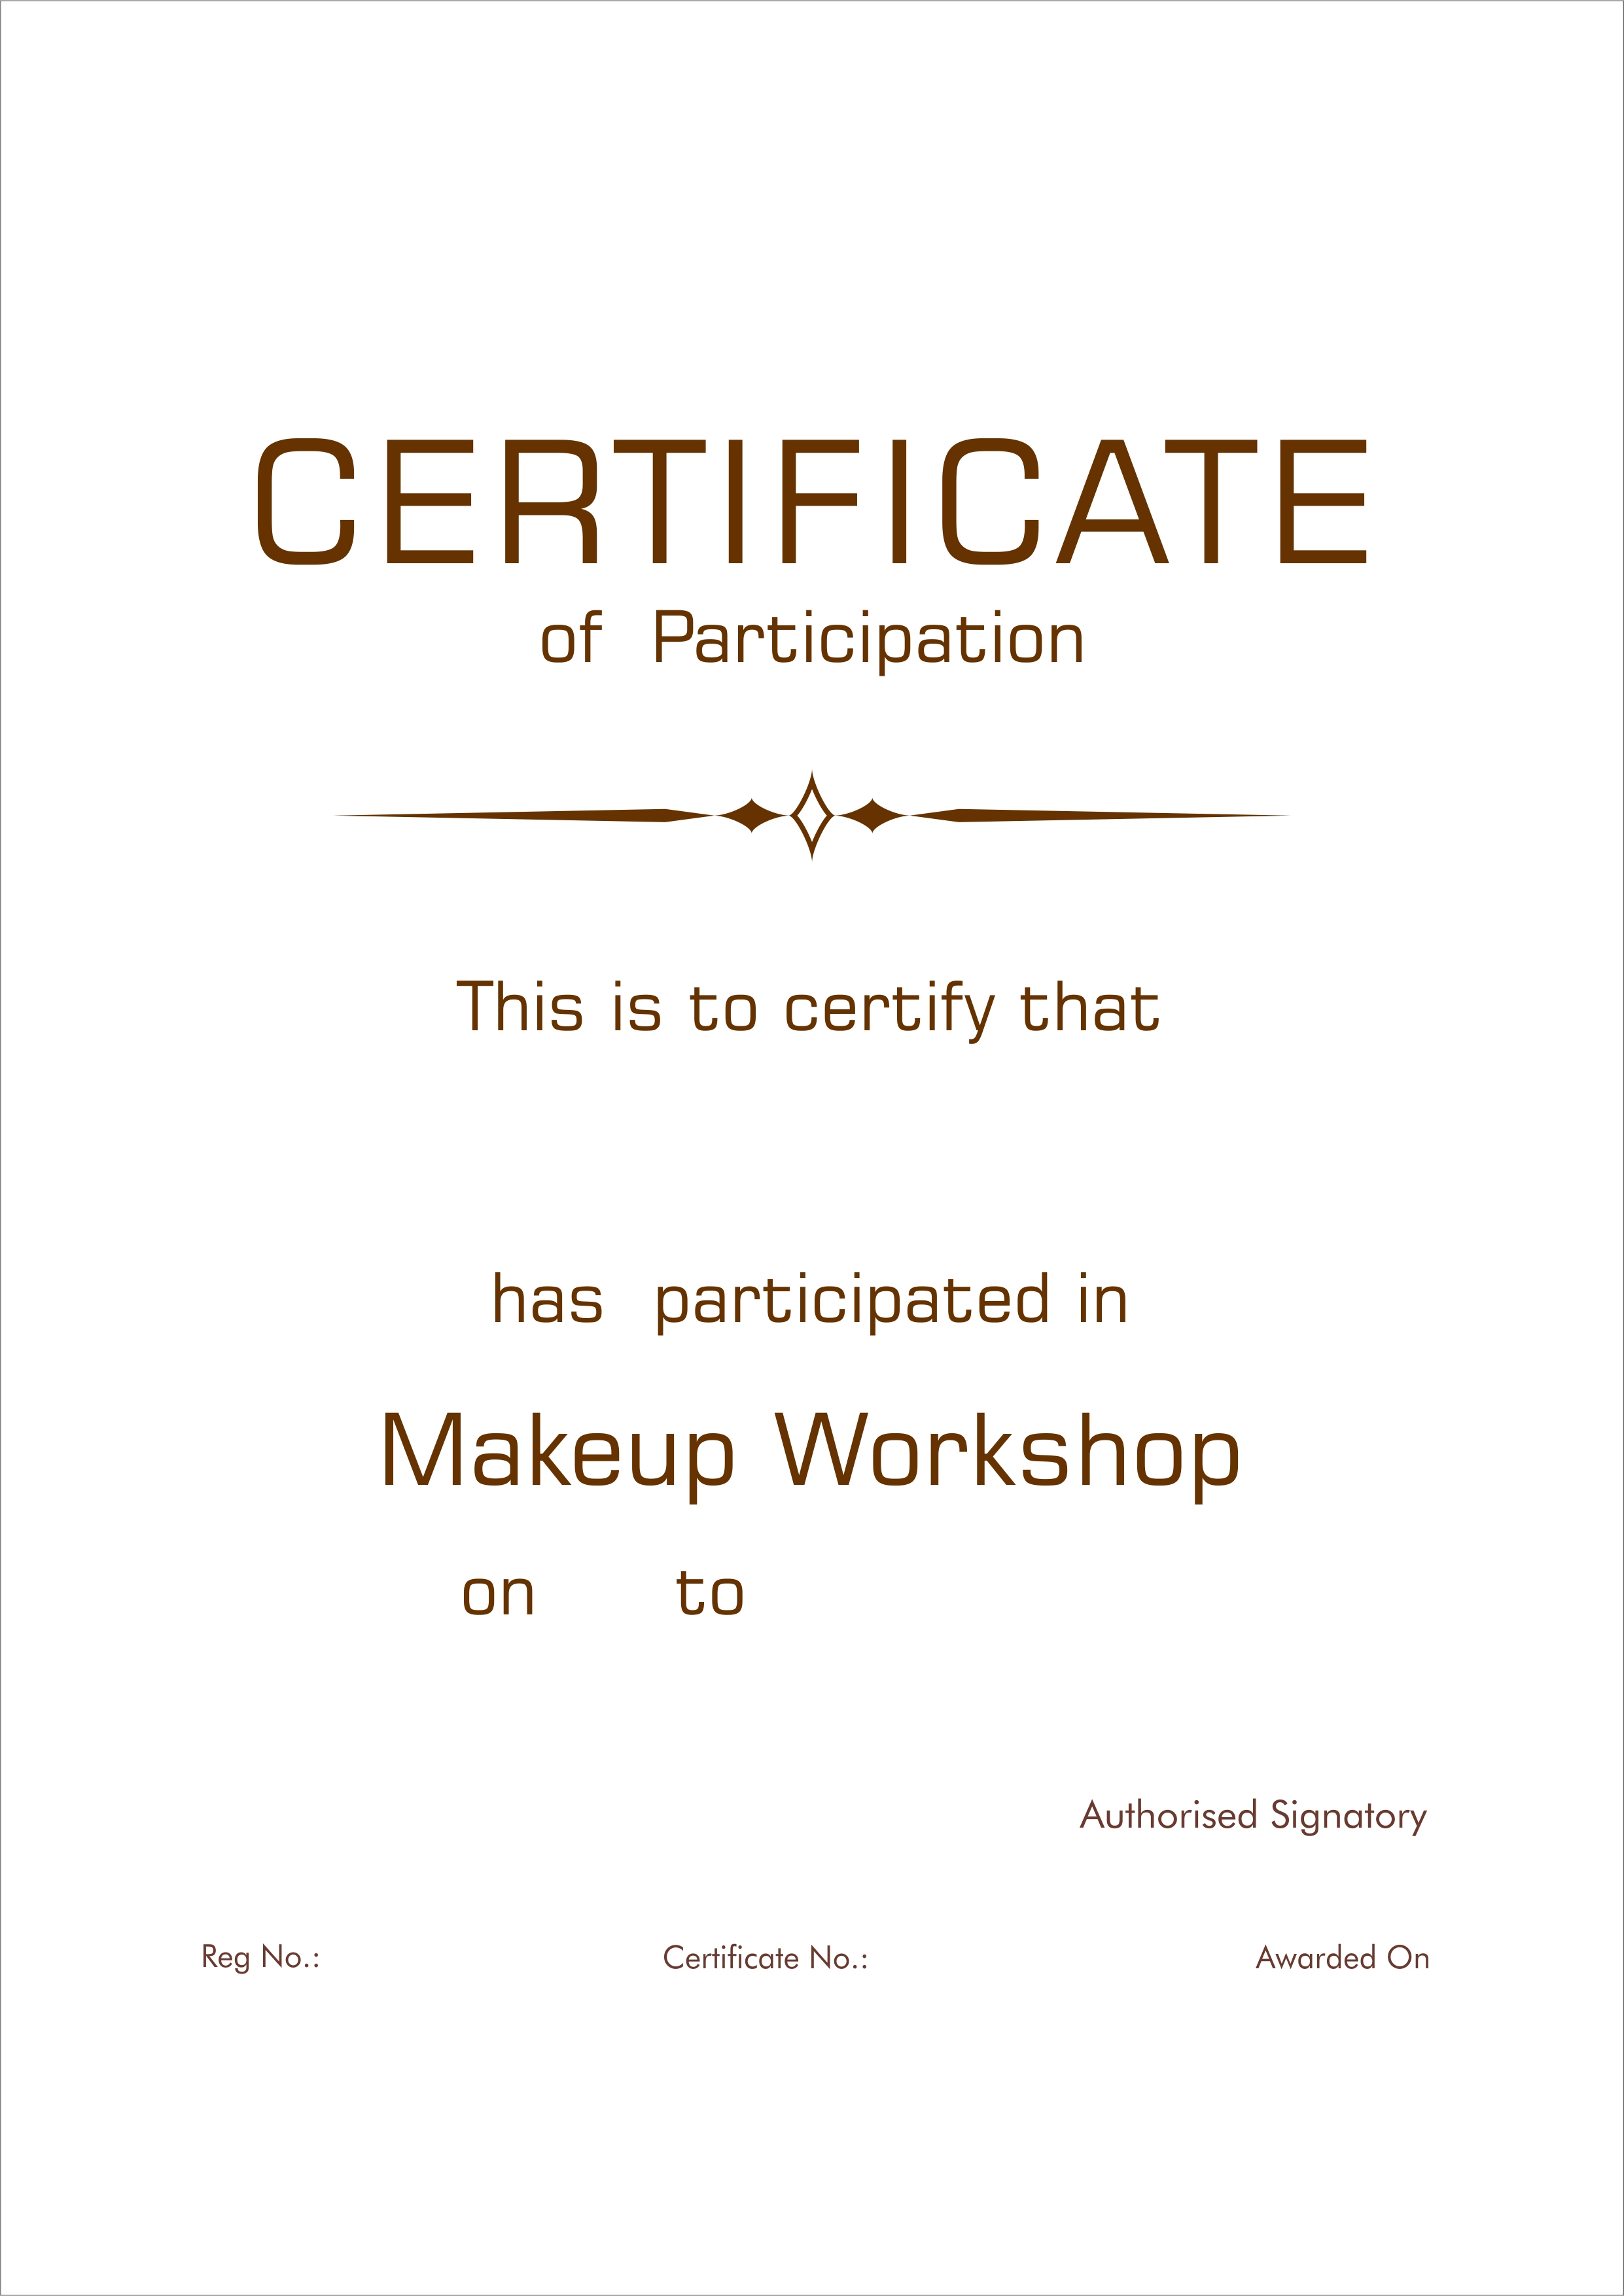 CERTIFICATE
of Participation
This is to certify that
has participated in
Makeup Workshop
on to
Authorised Signatory
Reg No.: Certificate No.: Awarded On